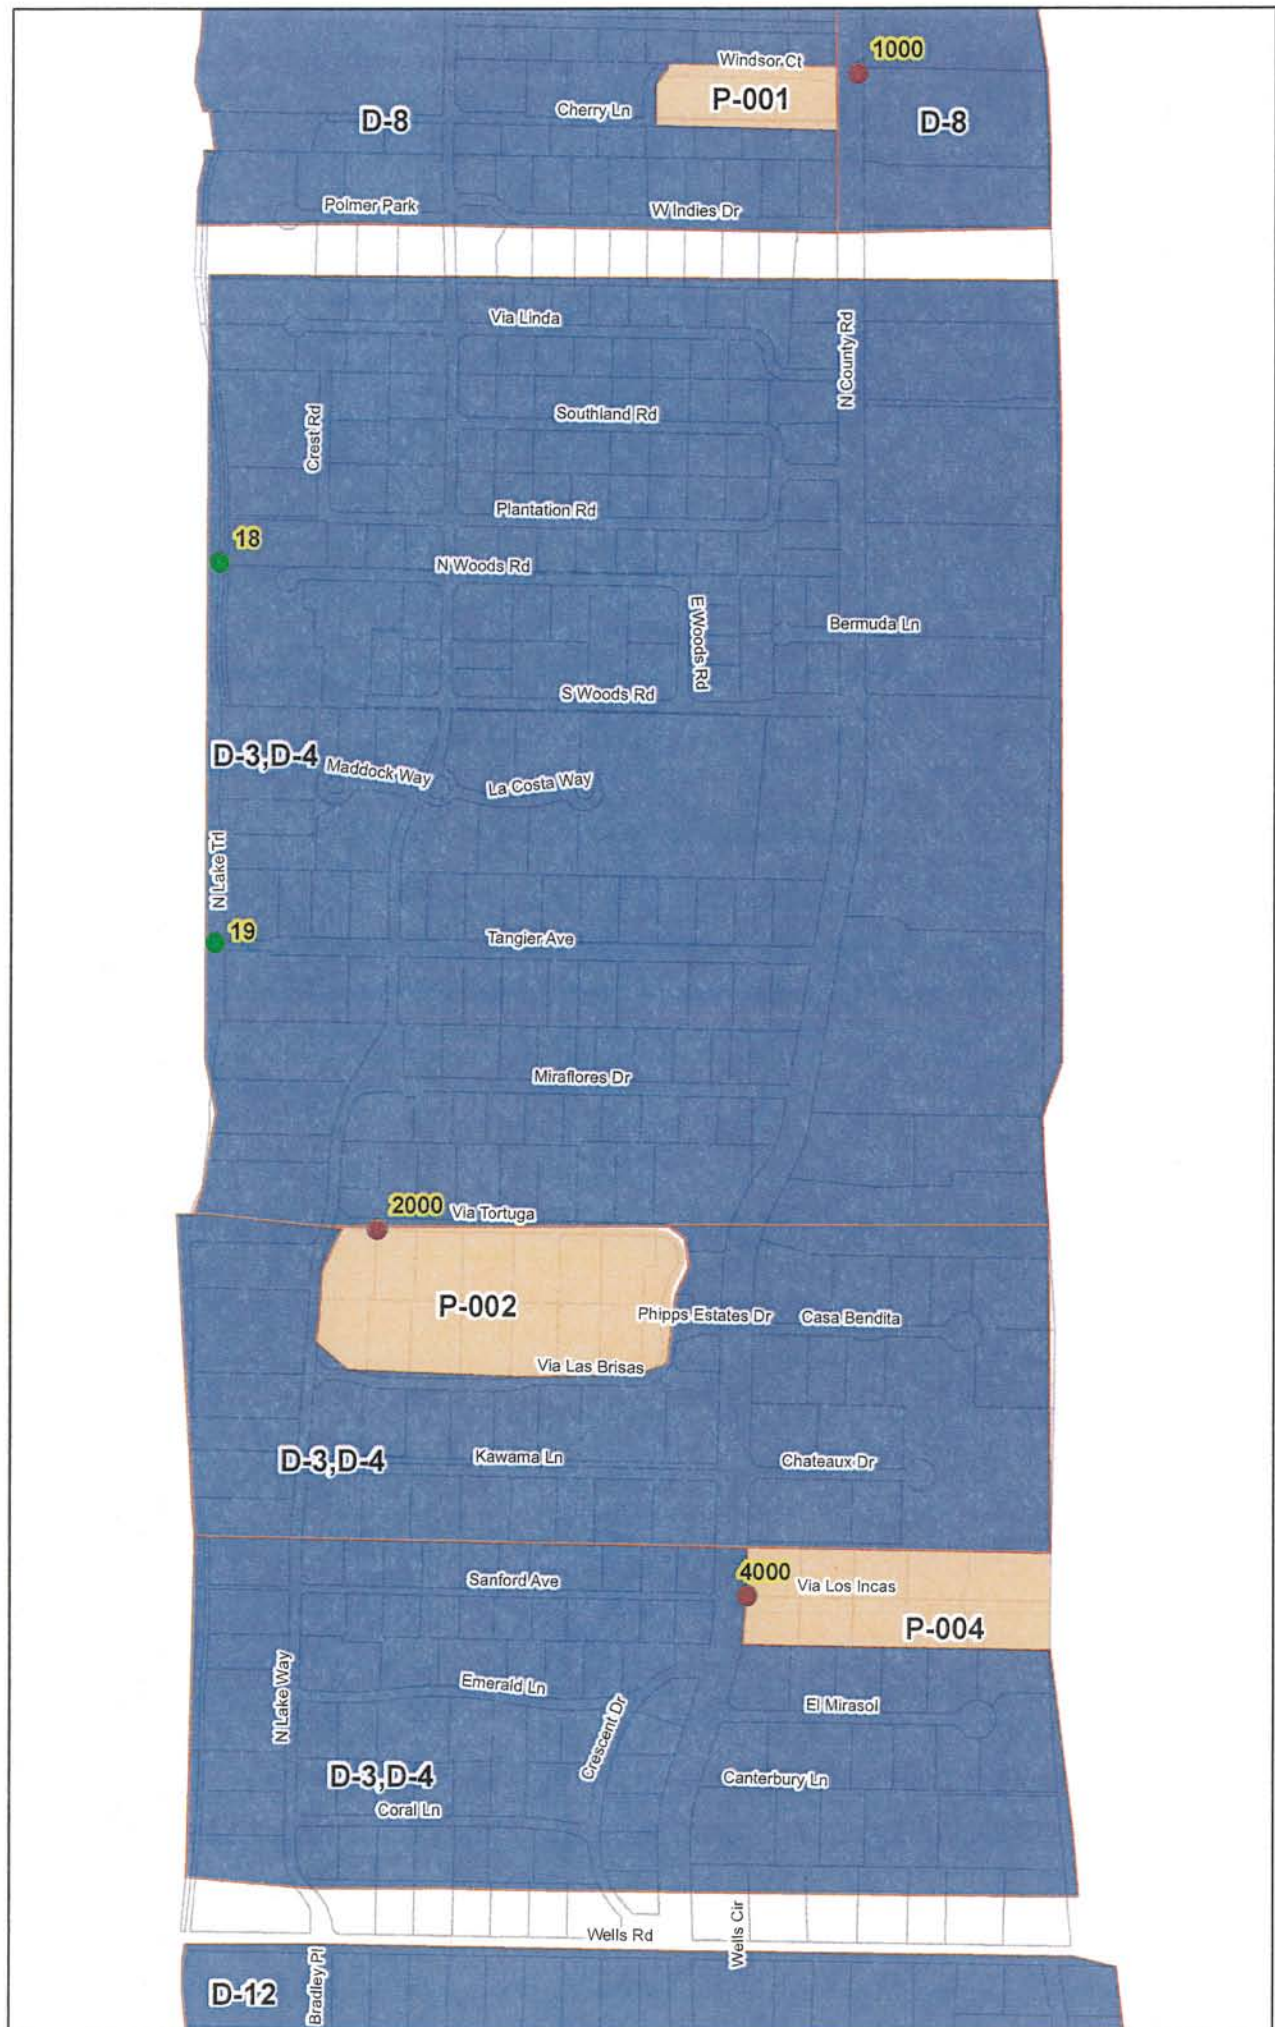 1000
Windsor Ct
P-001
Cherry Ln
D-8
D-8
Polmer Park
W Indies Dr
Via Linda
N County Rd
Crest Rd
Southland Rd
Plantation Rd
18
N Woods Rd
E Woods Rd
Bermuda Ln
S Woods Rd
D-3,D-4
Maddock Way
La Costa Way
N Lake Trl
19
Tangier Ave
Miraflores Dr
2000
Via Tortuga
P-002
Phipps Estates Dr
Casa Bendita
Via Las Brisas
D-3,D-4
Kawama Ln
Chateaux Dr
4000
Sanford Ave
Via Los Incas
P-004
N Lake Way
Emerald Ln
Crescent Dr
El Mirasol
D-3,D-4
Canterbury Ln
Coral Ln
Wells Rd
Wells Cir
D-12
Bradley Pl